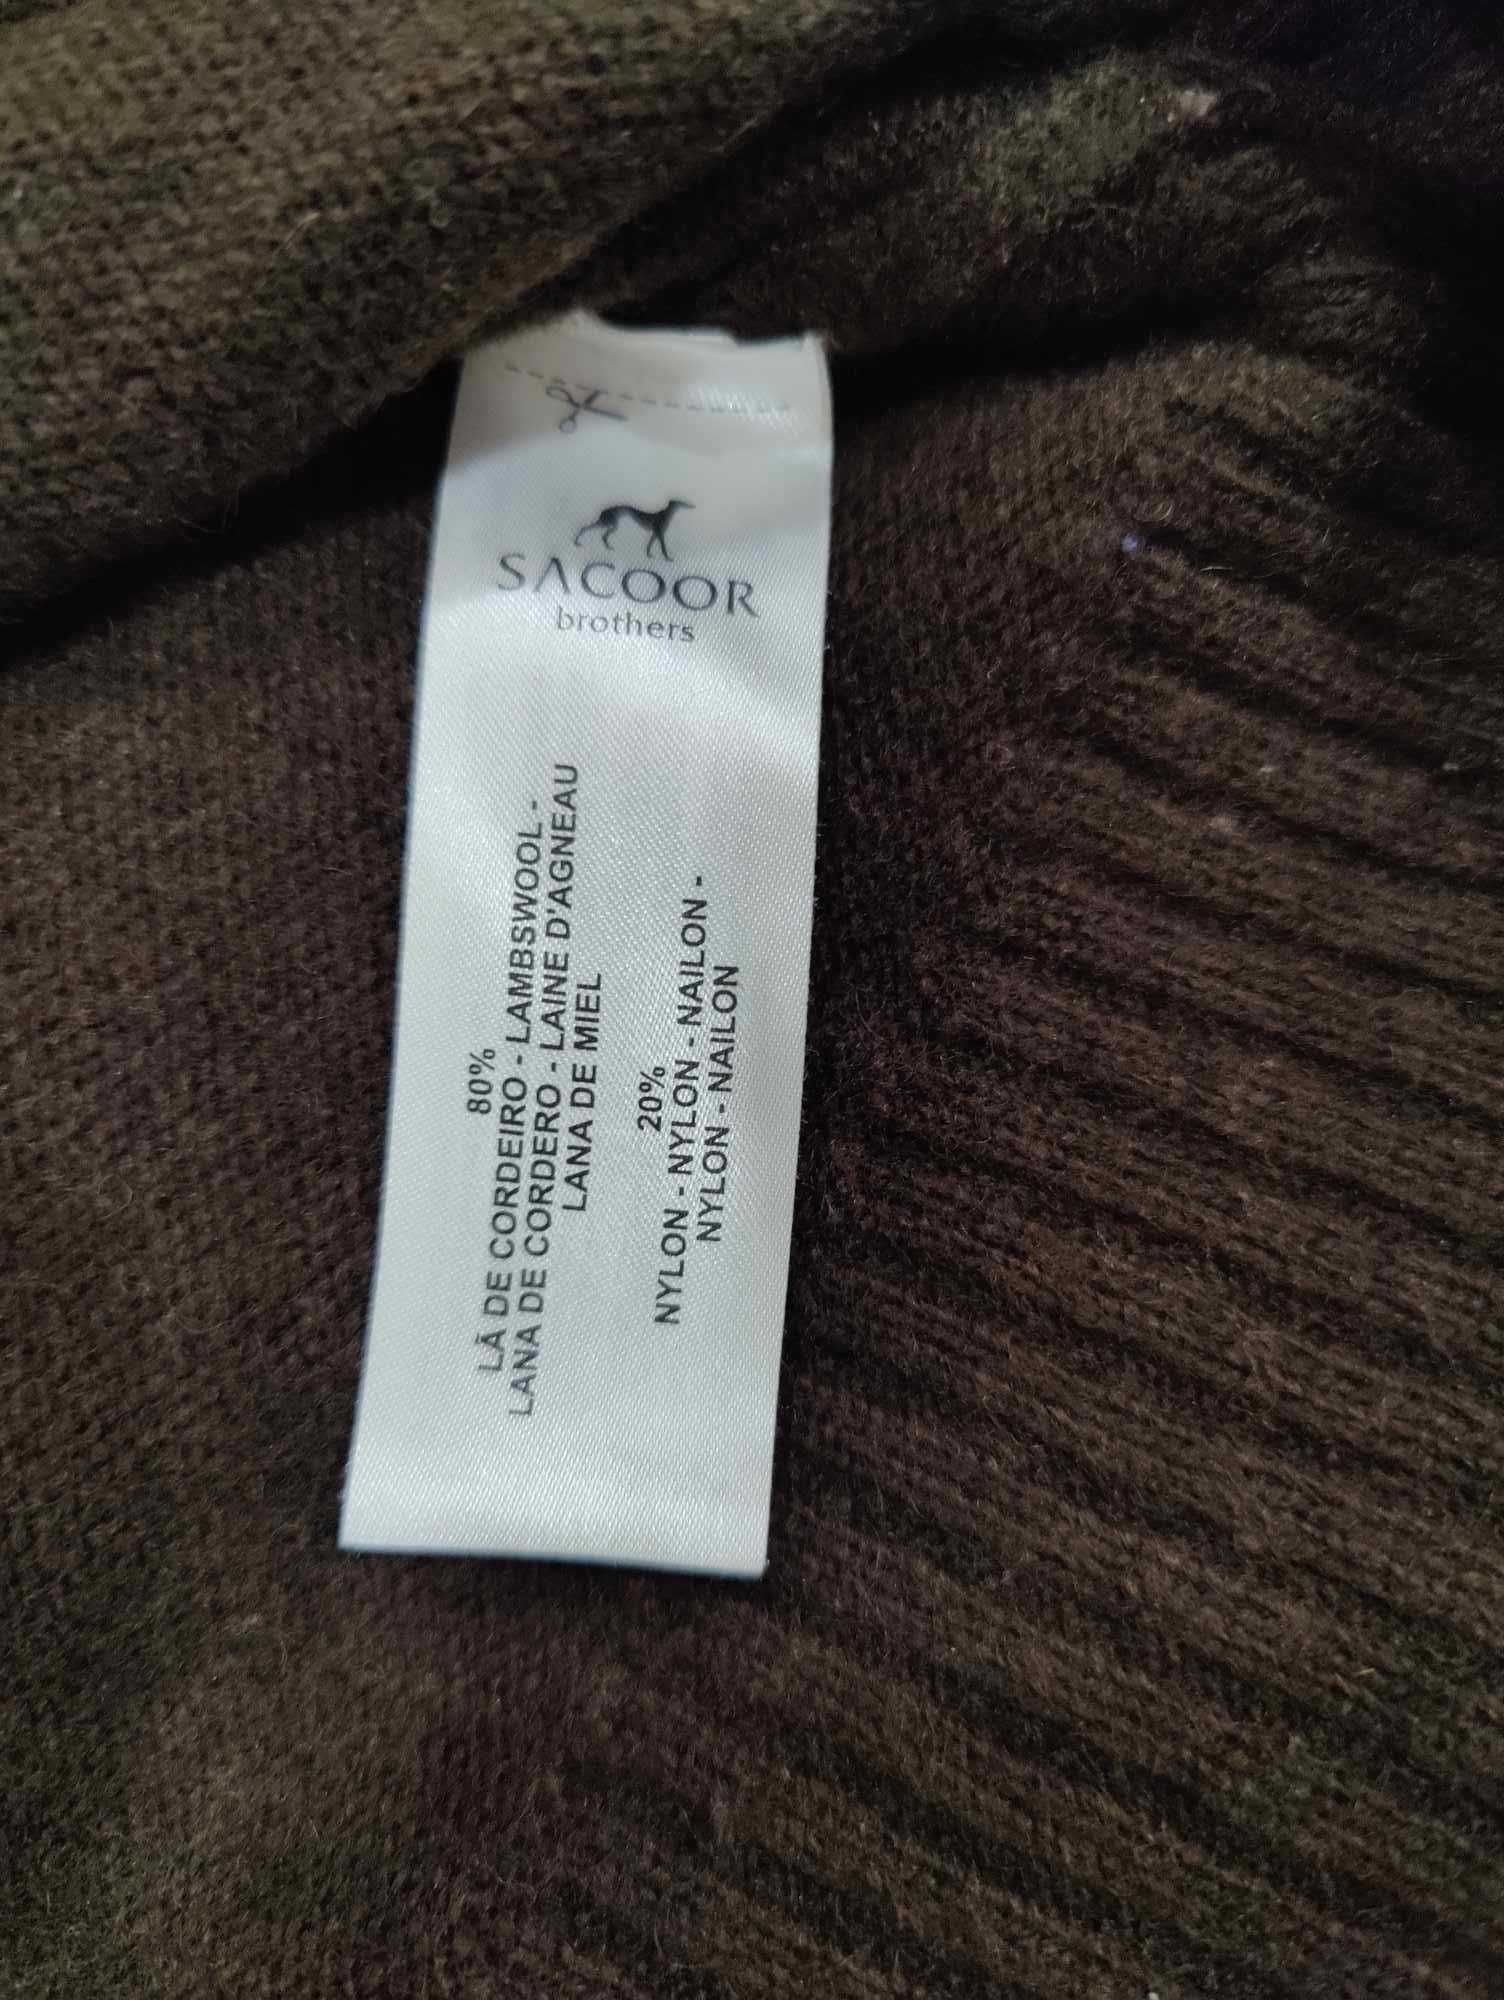 SACOOR
brothers
80%
LÃ DE CORDEIRO - LAMBSWOOL -
LANA DE CORDERO - LAINE D'AGNEAU
LANA DE MIEL
20%
NYLON - NYLON - NAILON -
NYLON - NAILON